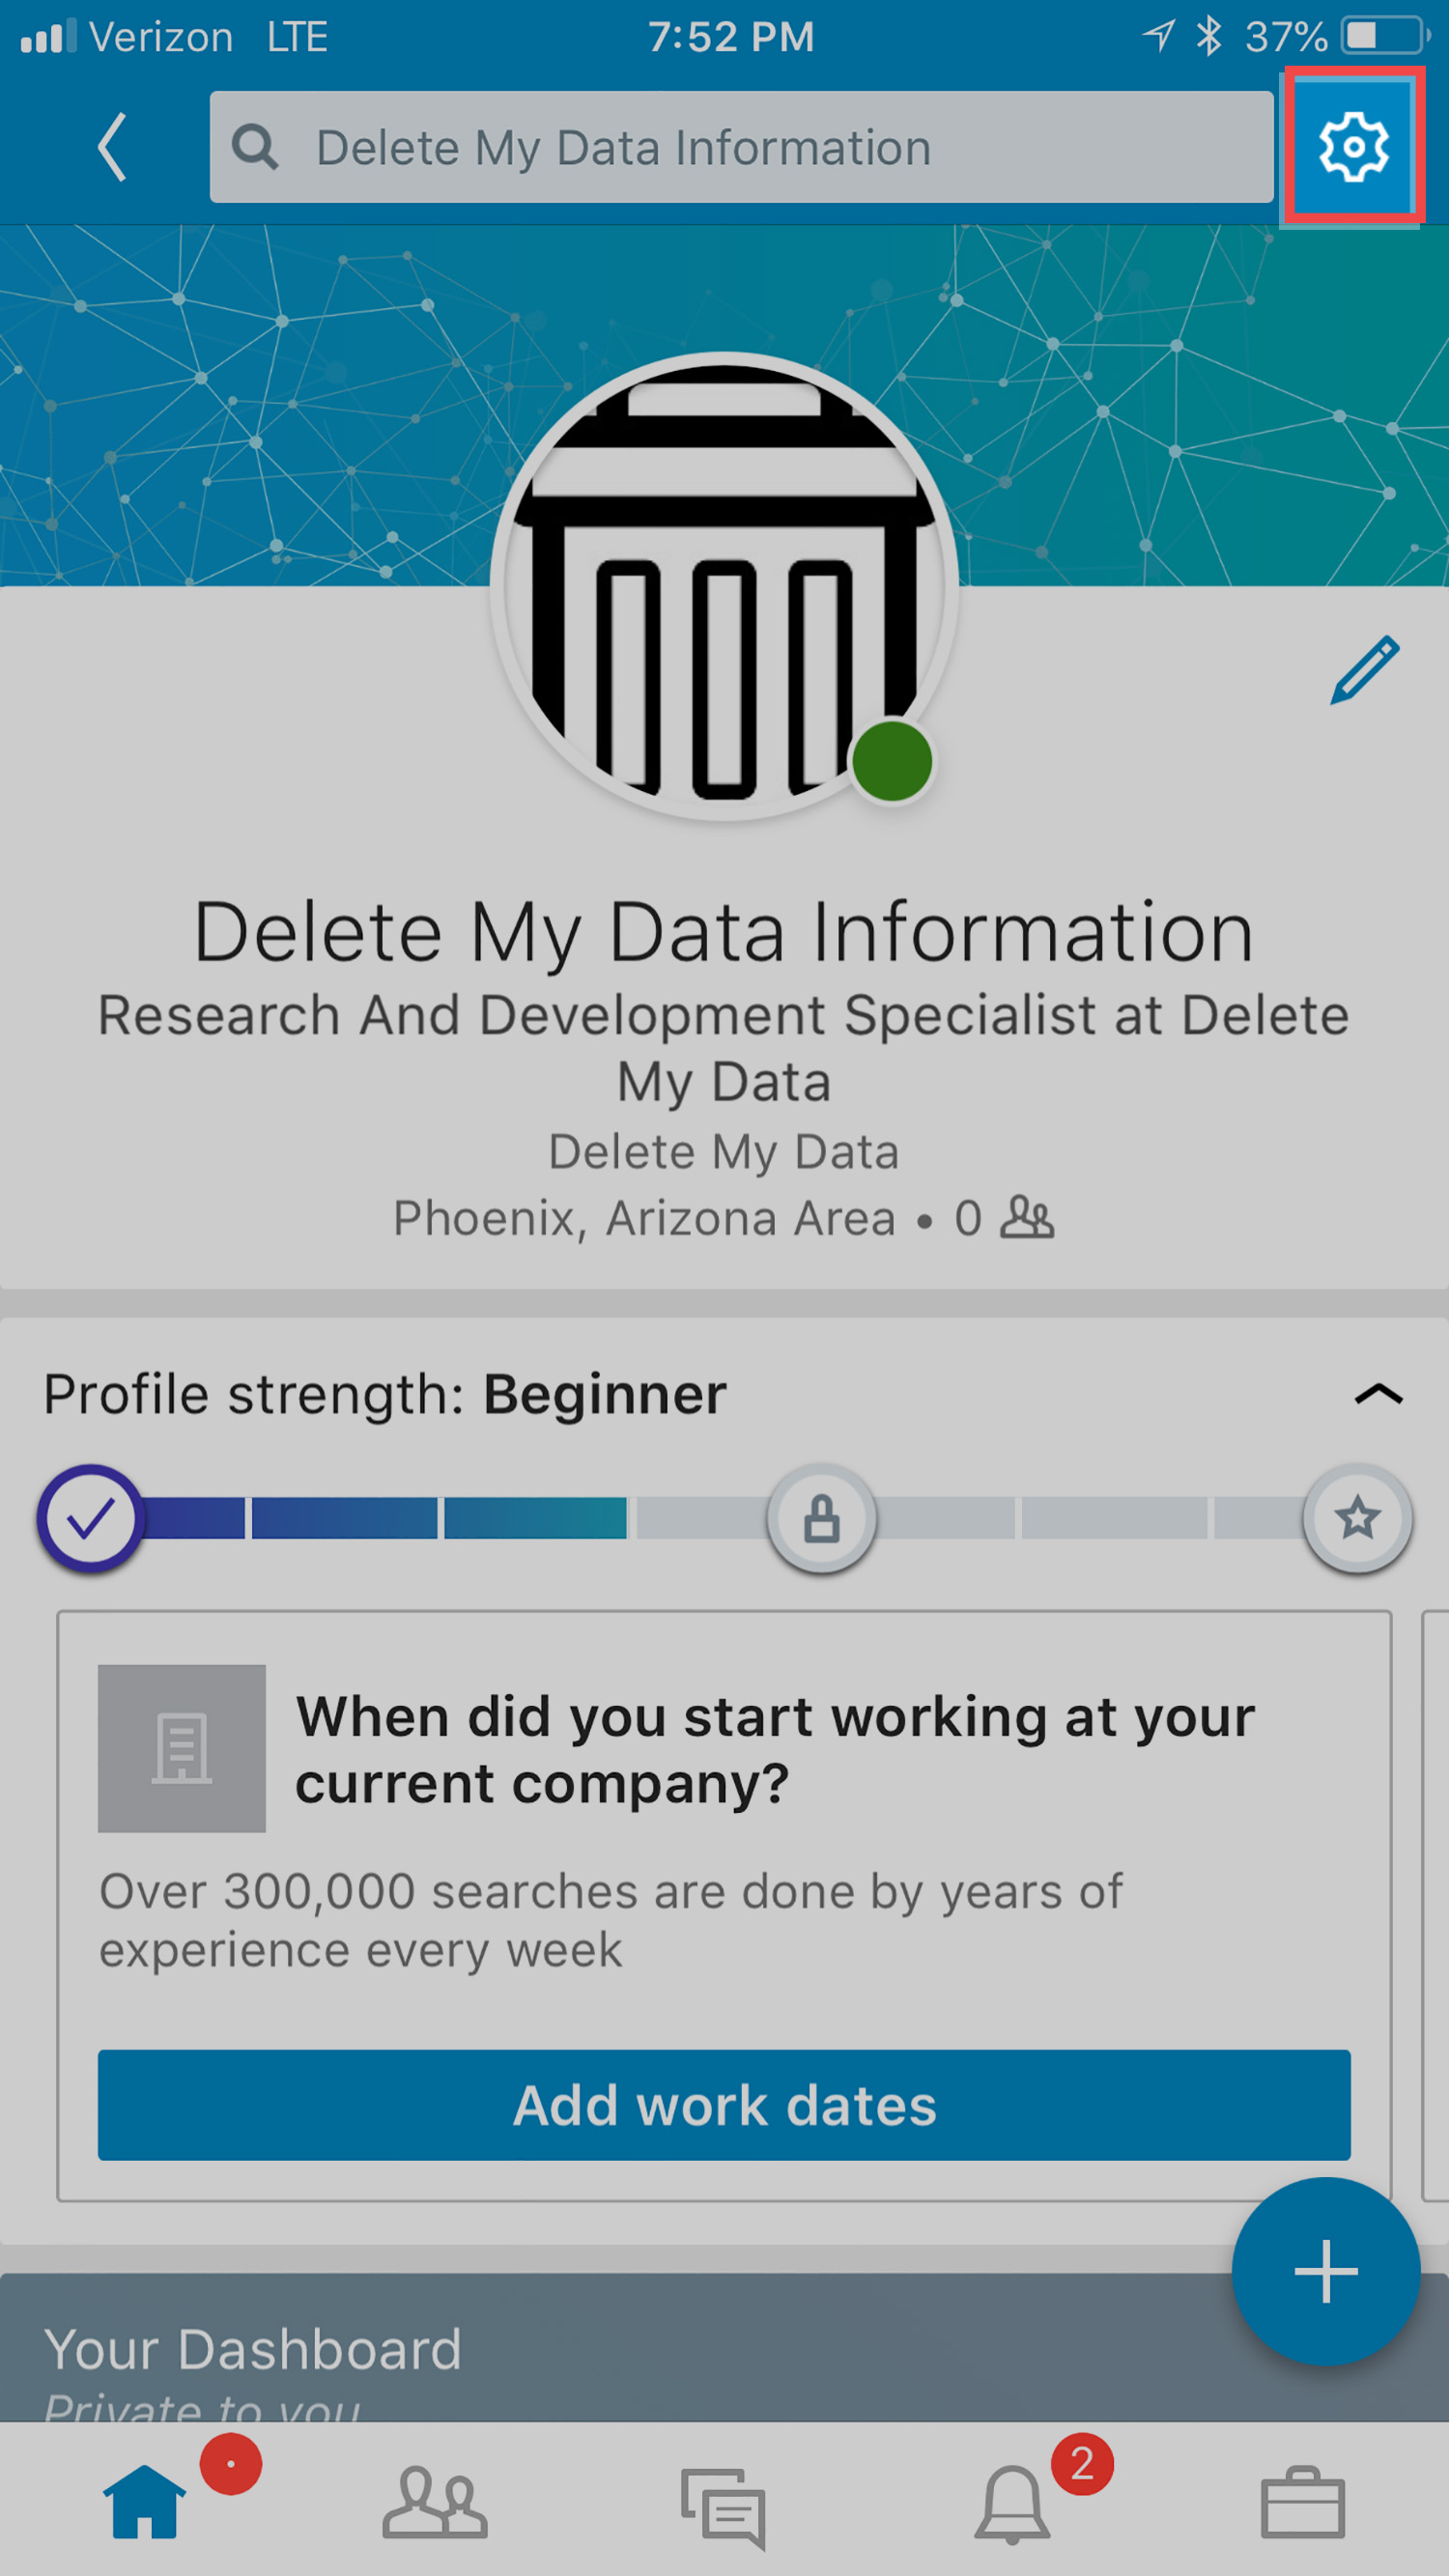 Verizon LTE 7:52 PM 37%
Delete My Data Information
Delete My Data Information
Research And Development Specialist at Delete
My Data
Delete My Data
Phoenix, Arizona Area • 0
Profile strength: Beginner
When did you start working at your
current company?
Over 300,000 searches are done by years of
experience every week
Add work dates
Your Dashboard
Private to you
2